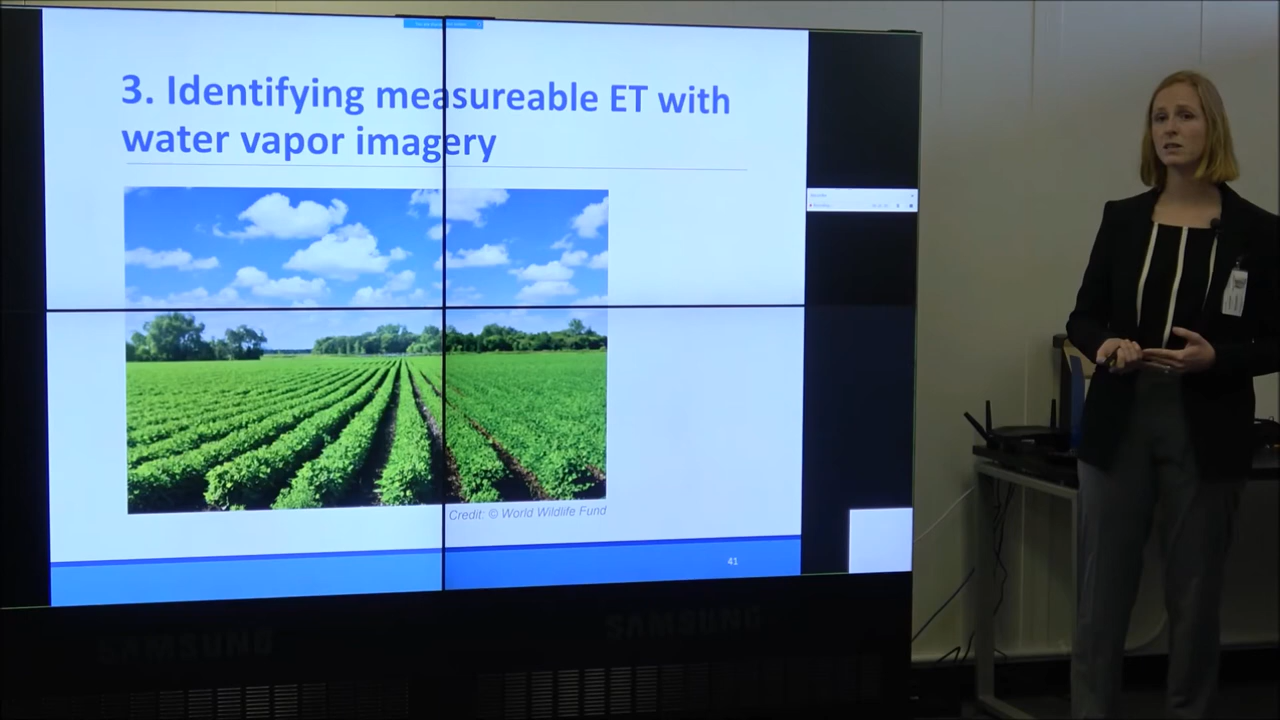 3. Identifying measureable ET with
water vapor imagery
Credit: © World Wildlife Fund
41
SAMSUNG
SAMSUNG